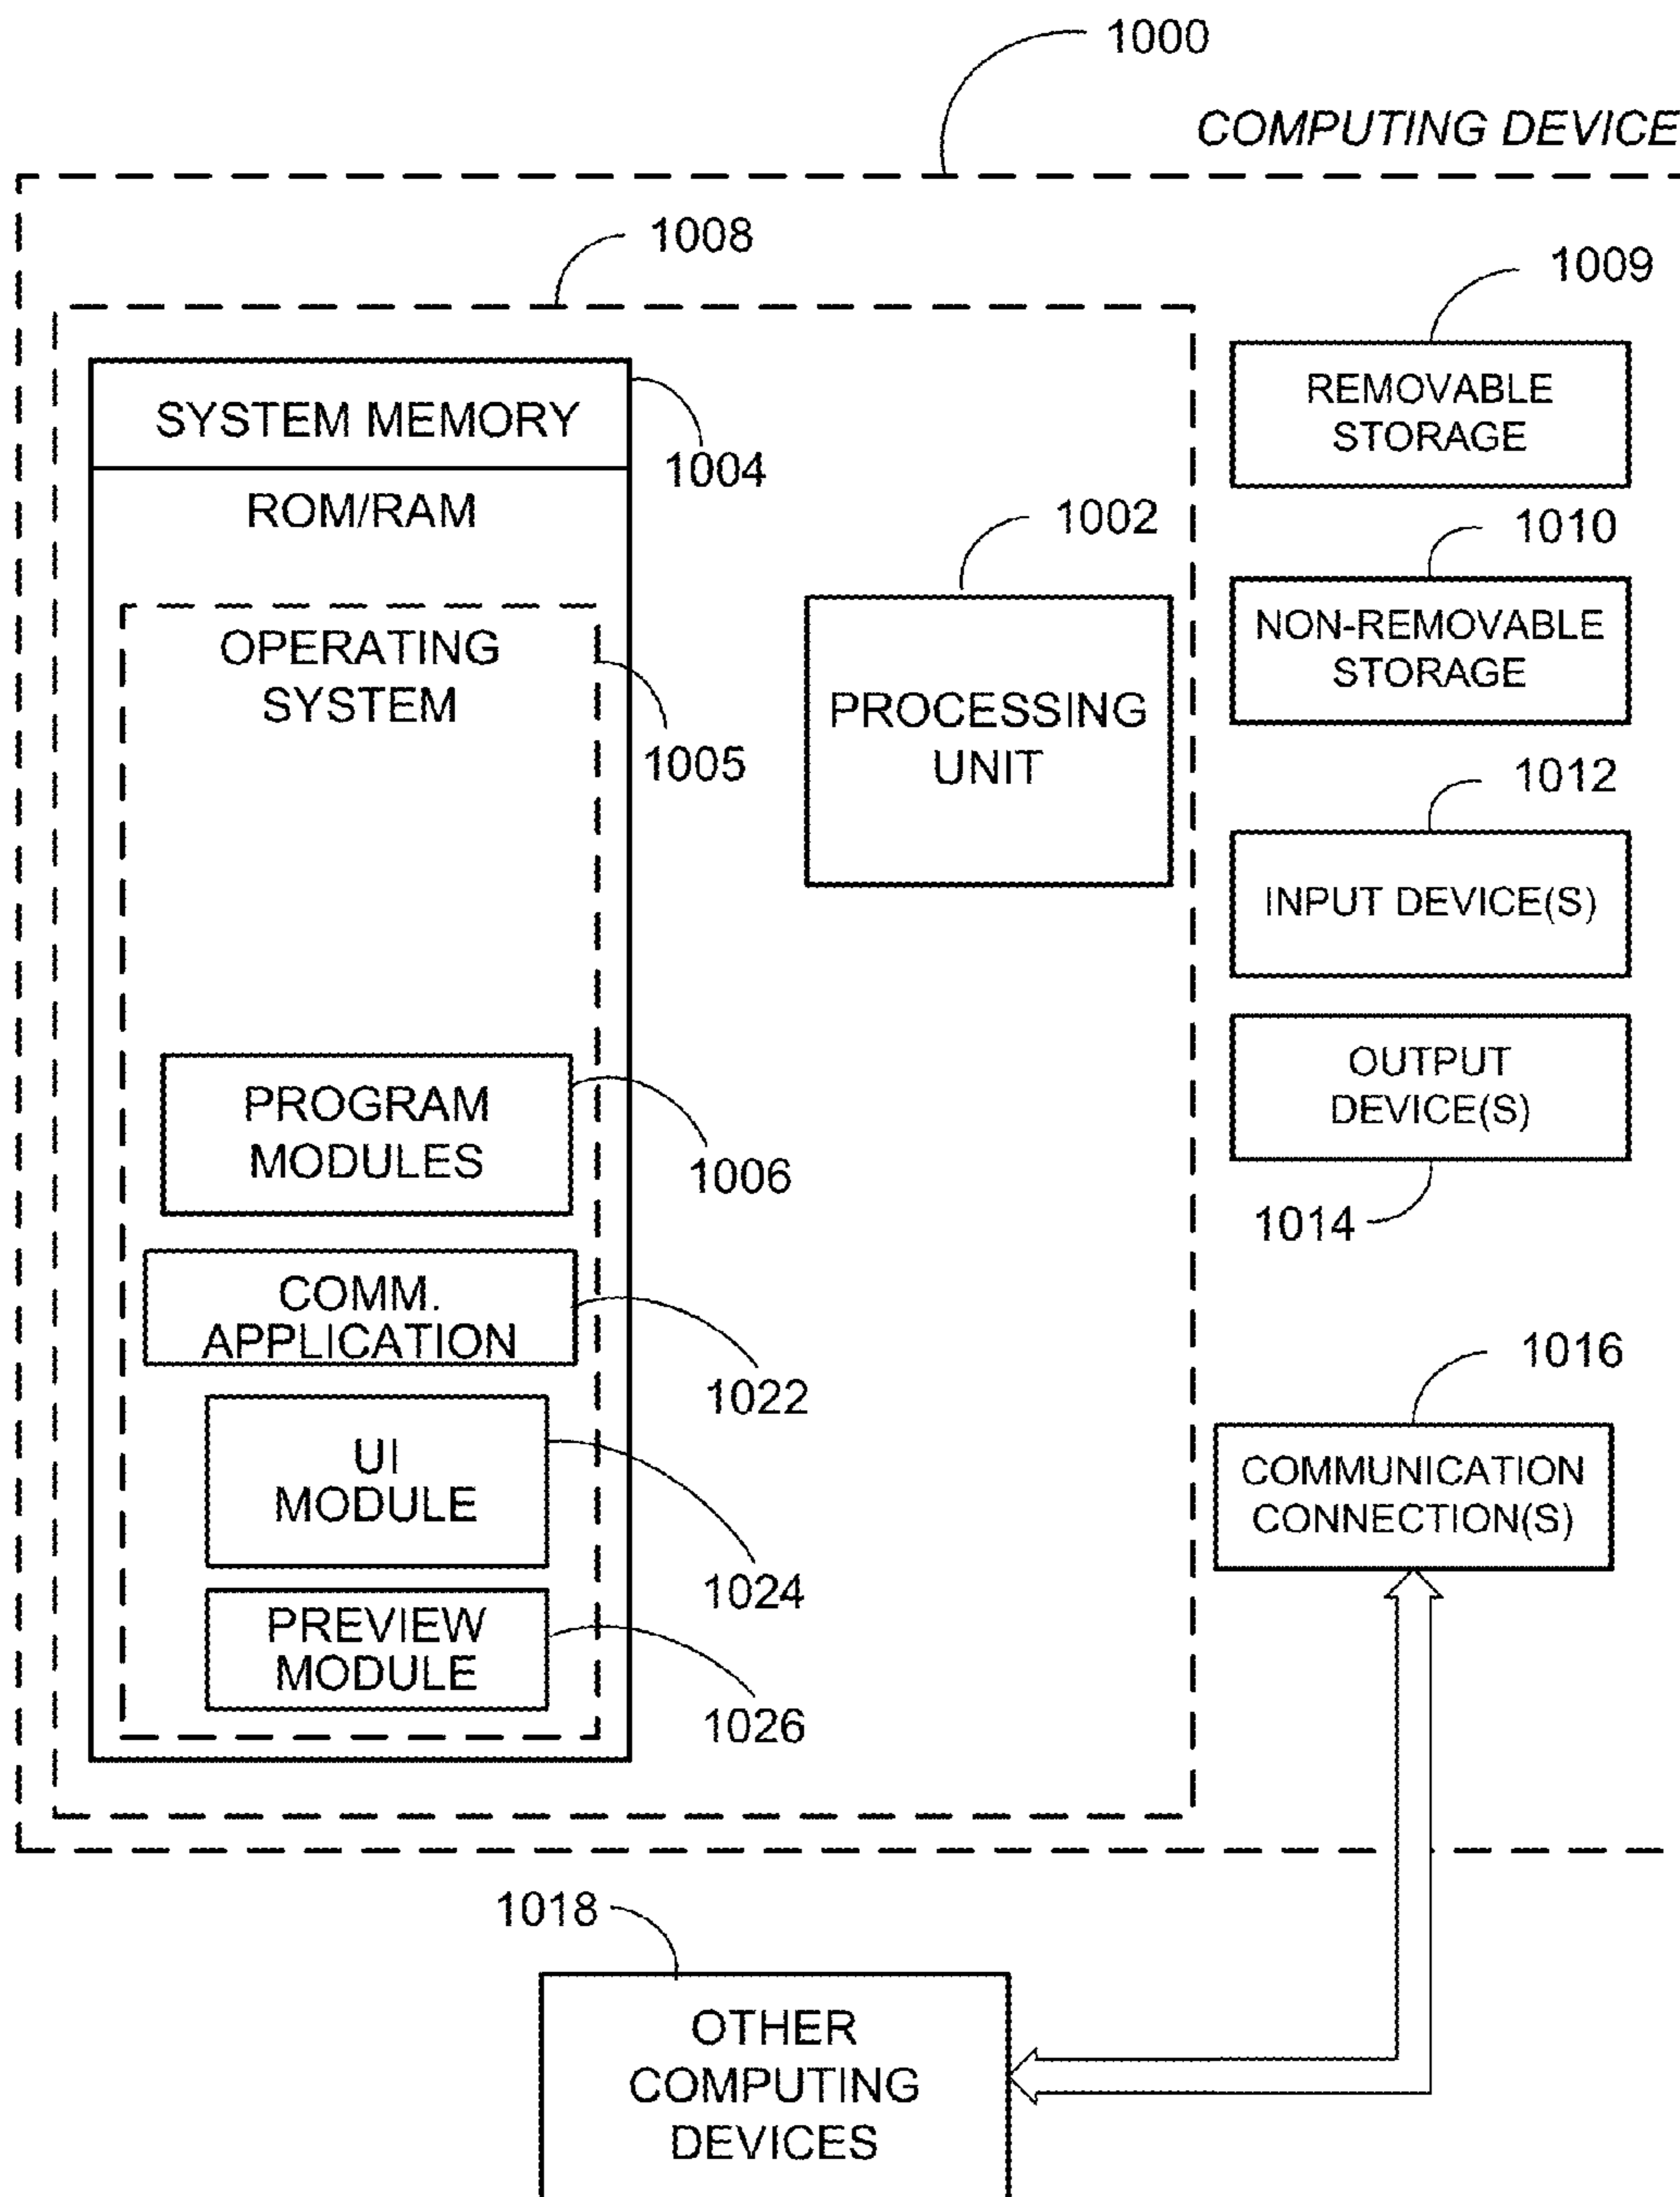 1000
COMPUTING DEVICE
1008
1009
SYSTEM MEMORY
1004
ROM/RAM
REMOVABLE
STORAGE
1002
1010
OPERATING
SYSTEM
1005
PROCESSING
UNIT
NON-REMOVABLE
STORAGE
1012
INPUT DEVICE(S)
OUTPUT
DEVICE(S)
1014
PROGRAM
MODULES
1006
COMM.
APPLICATION
1022
UI
MODULE
1024
PREVIEW
MODULE
1026
1016
COMMUNICATION
CONNECTION(S)
1018
OTHER
COMPUTING
DEVICES